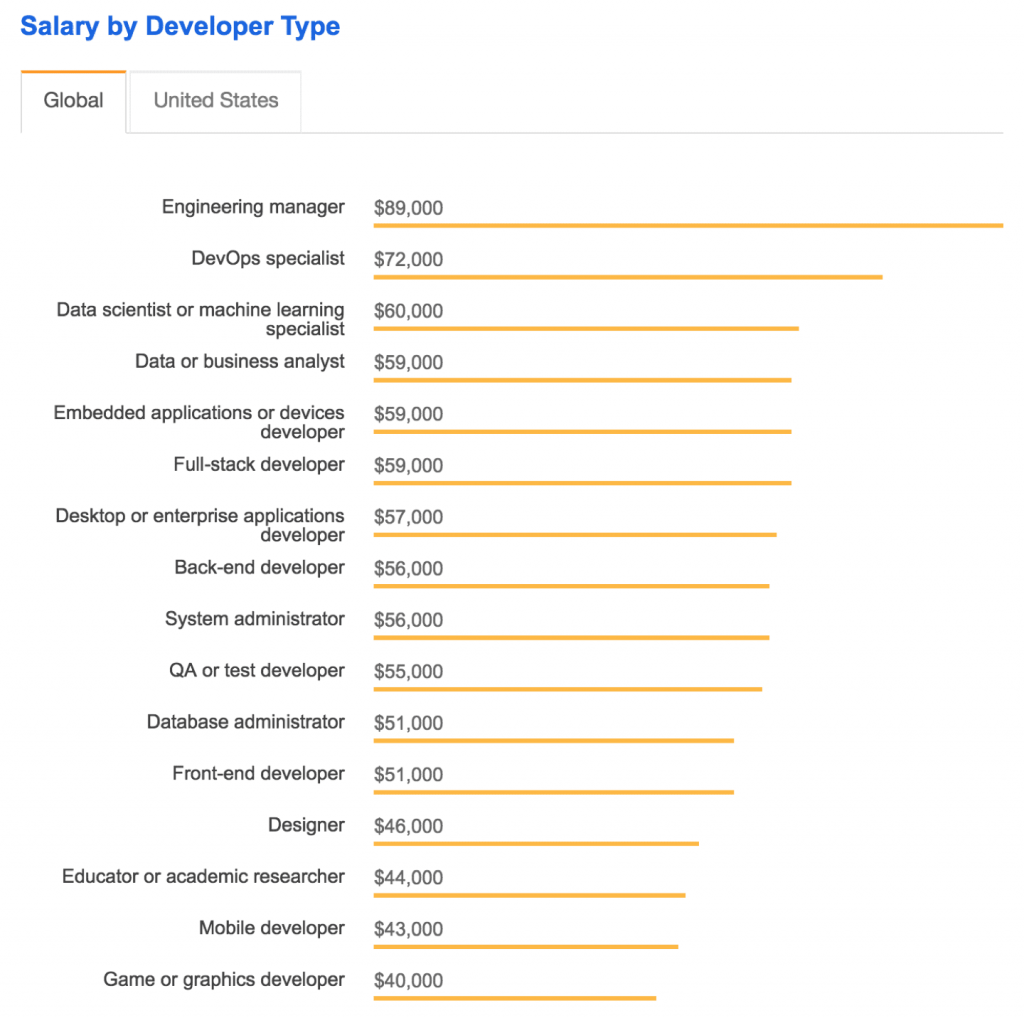 Salary by Developer Type
Global
United States
Engineering manager $89,000
DevOps specialist $72,000
Data scientist or machine learning $60,000
specialist
Data or business analyst $59,000
Embedded applications or devices $59,000
developer
Full-stack developer $59,000
Desktop or enterprise applications $57,000
developer
Back-end developer $56,000
System administrator $56,000
QA or test developer $55,000
Database administrator $51,000
Front-end developer $51,000
Designer $46,000
Educator or academic researcher $44,000
Mobile developer $43,000
Game or graphics developer $40,000